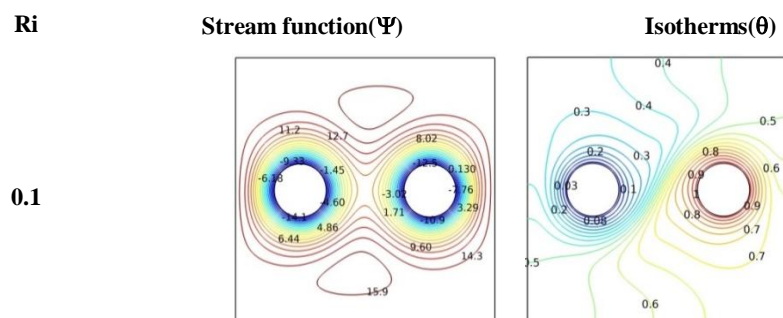 Ri Stream function(Ψ) Isotherms(θ)
0.1
11.2 12.7 8.02
-9.33 -1.45 -12.5 0.130
-6.18 -3.02 -7.76
-14.1 -4.60 1.71 -10.9 3.29
6.44 4.86 9.60
14.3
15.9
0.4
0.3 0.4 0.5
0.2 0.3 0.8 0.6
0.03 0.1 0.9 1
0.2 0.08 0.8 0.9
0.7
0.5 0.7
0.6